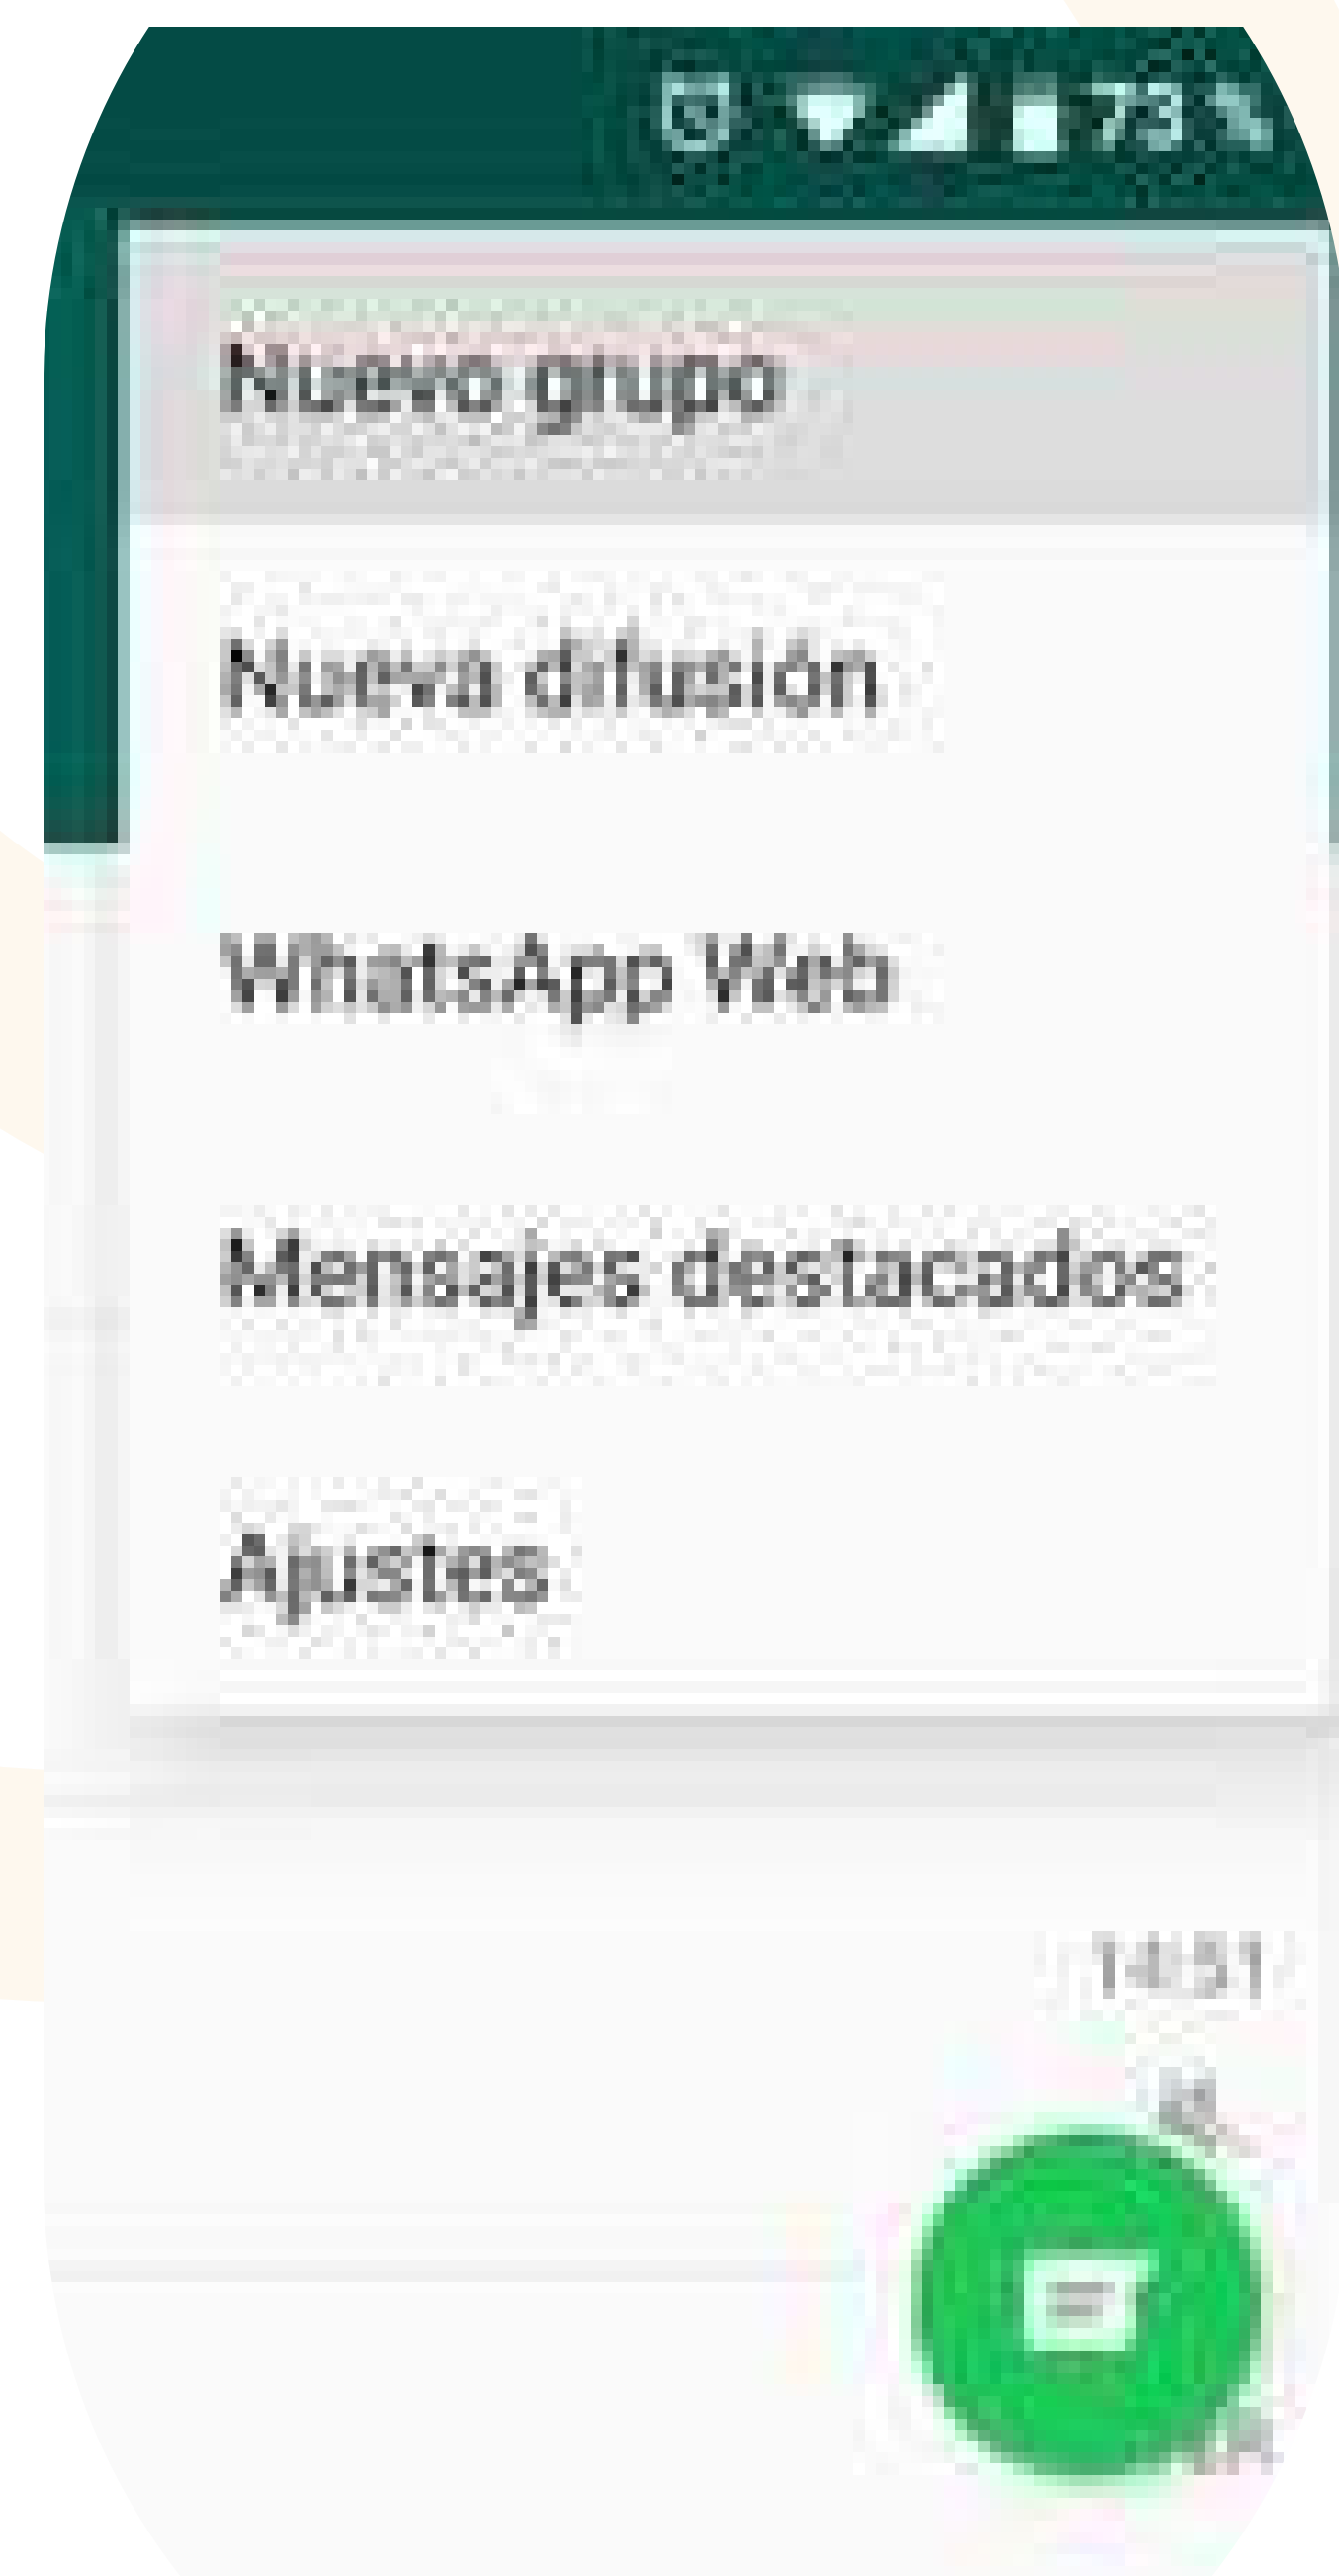 73 %
Nuevo grupo
Nueva difusión
WhatsApp Web
Mensajes destacados
Ajustes
14:51